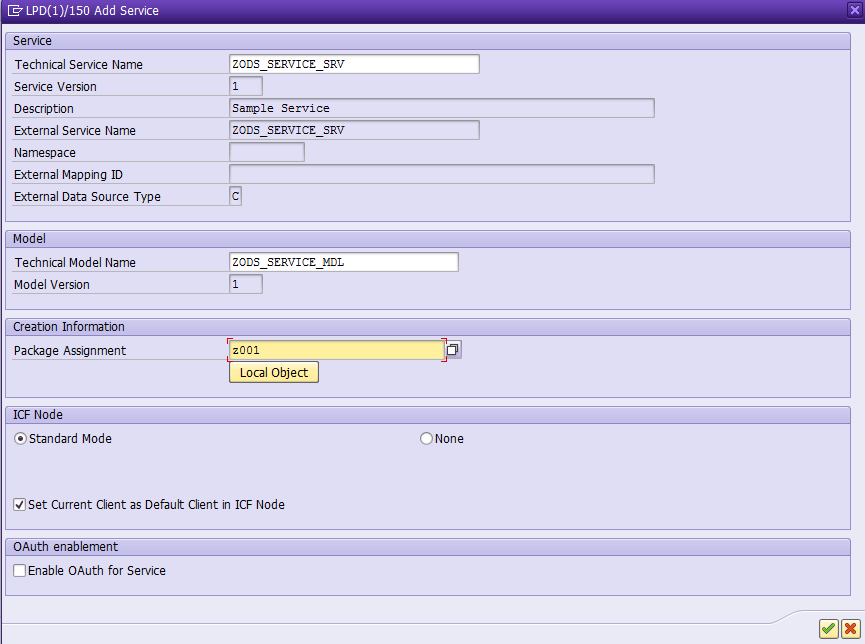 LPD(1)/150 Add Service
Service
Technical Service Name ZODS_SERVICE_SRV
Service Version 1
Description Sample Service
External Service Name ZODS_SERVICE_SRV
Namespace
External Mapping ID
External Data Source Type C
Model
Technical Model Name ZODS_SERVICE_MDL
Model Version 1
Creation Information
Package Assignment z001
Local Object
ICF Node
Standard Mode None
Set Current Client as Default Client in ICF Node
OAuth enablement
Enable OAuth for Service